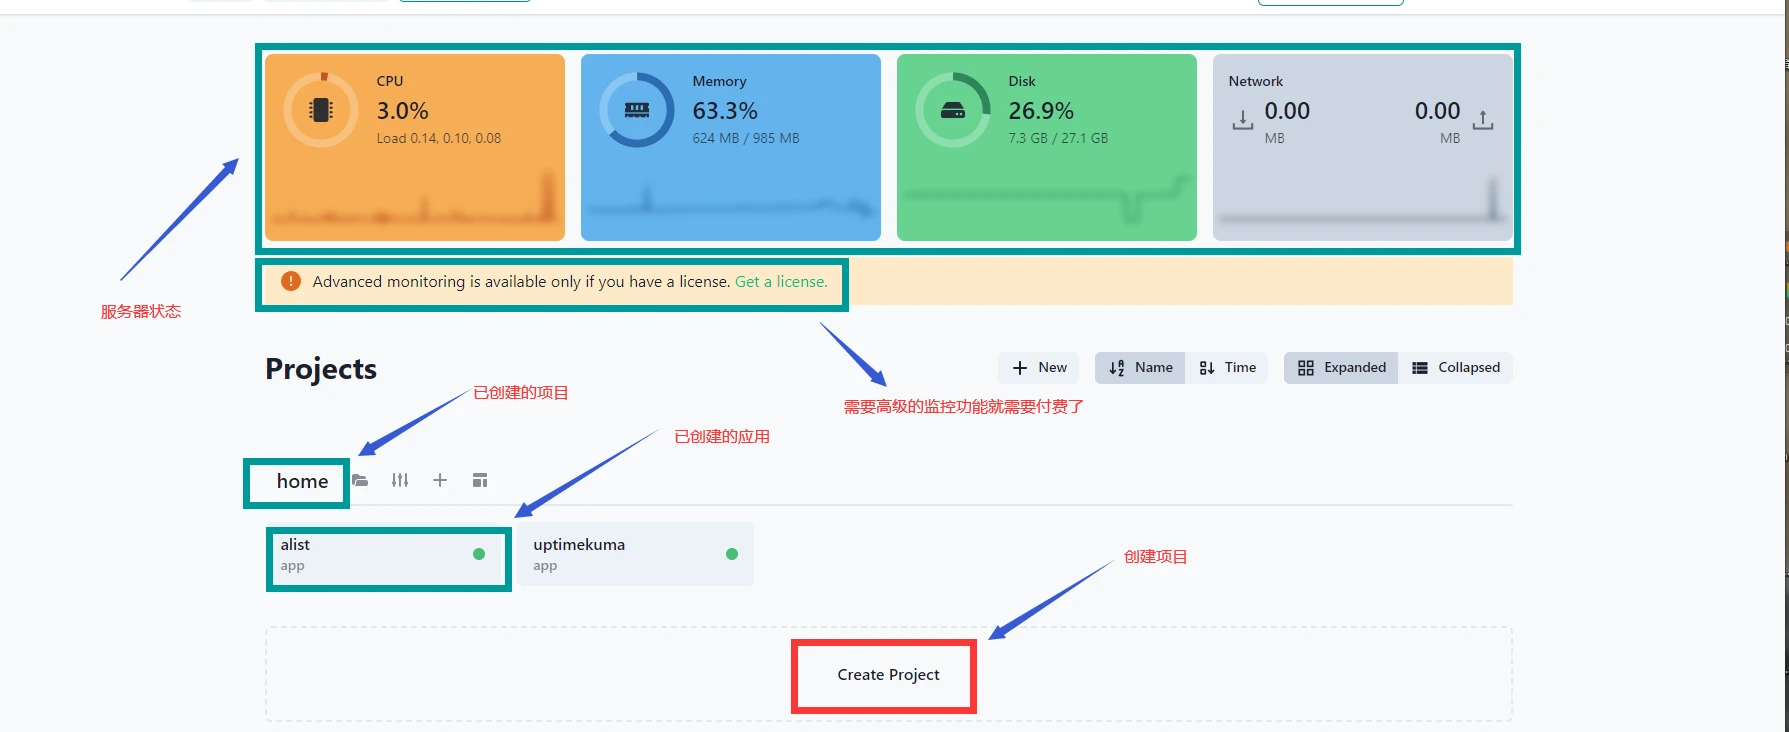 CPU
3.0%
Load 0.14, 0.10, 0.08
Memory
63.3%
624 MB / 985 MB
Disk
26.9%
7.3 GB / 27.1 GB
Network
0.00
MB
0.00
MB
服务器状态
Advanced monitoring is available only if you have a license. Get a license.
需要高级的监控功能就需要付费了
Projects
New
Name
Time
Expanded
Collapsed
已创建的项目
已创建的应用
home
alist
app
uptimekuma
app
创建项目
Create Project